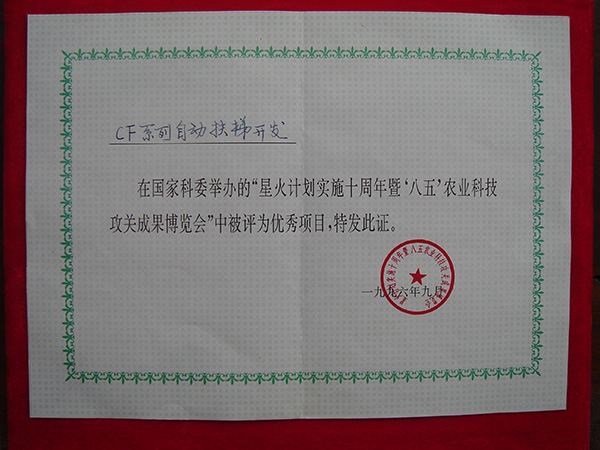 CF系列自动扶梯开发
在国家科委举办的“星火计划实施十周年暨‘八五’农业科技
攻关成果博览会”中被评为优秀项目,特发此证。
一九九六年九月